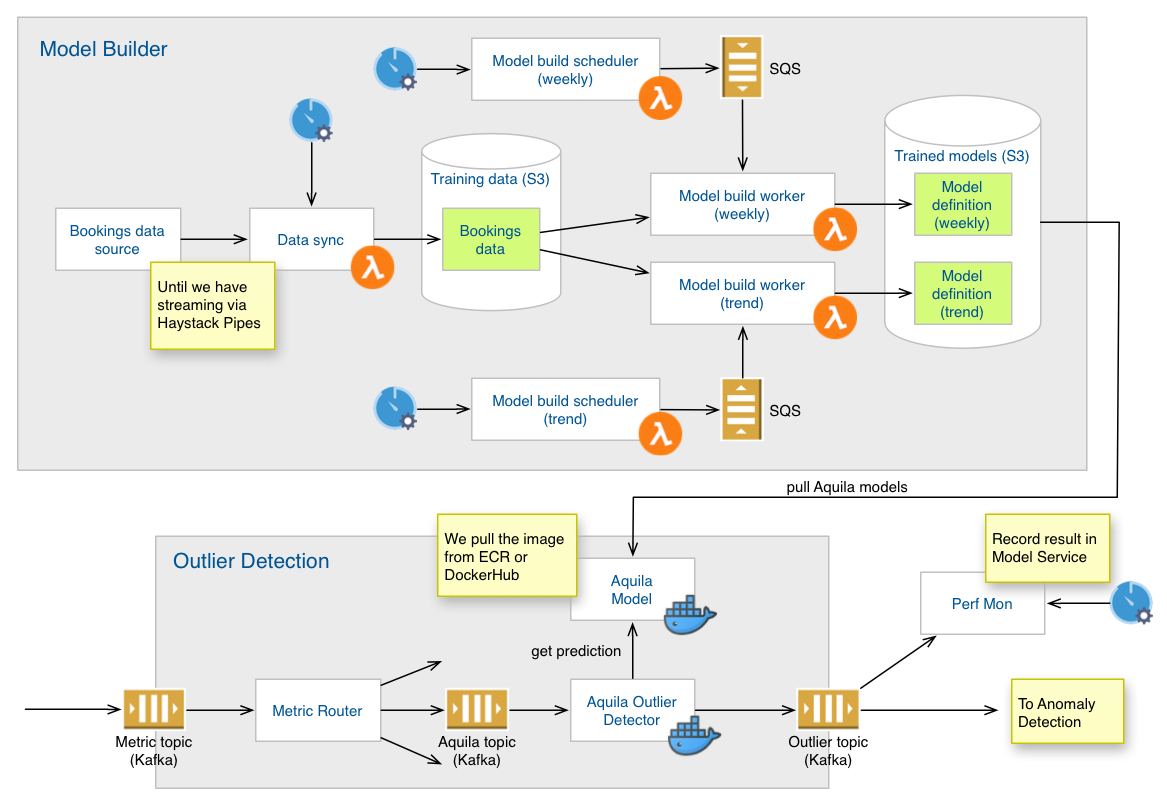 Model Builder
Model build scheduler
(weekly)
SQS
Training data (S3)
Trained models (S3)
Bookings data
source
Data sync
Bookings
data
Model build worker
(weekly)
Model
definition
(weekly)
Until we have
streaming via
Haystack Pipes
Model build worker
(trend)
Model
definition
(trend)
Model build scheduler
(trend)
SQS
pull Aquila models
Outlier Detection
We pull the image
from ECR or
DockerHub
Aquila
Model
Record result in
Model Service
Perf Mon
get prediction
Metric topic
(Kafka)
Metric Router
Aquila topic
(Kafka)
Aquila Outlier
Detector
Outlier topic
(Kafka)
To Anomaly
Detection